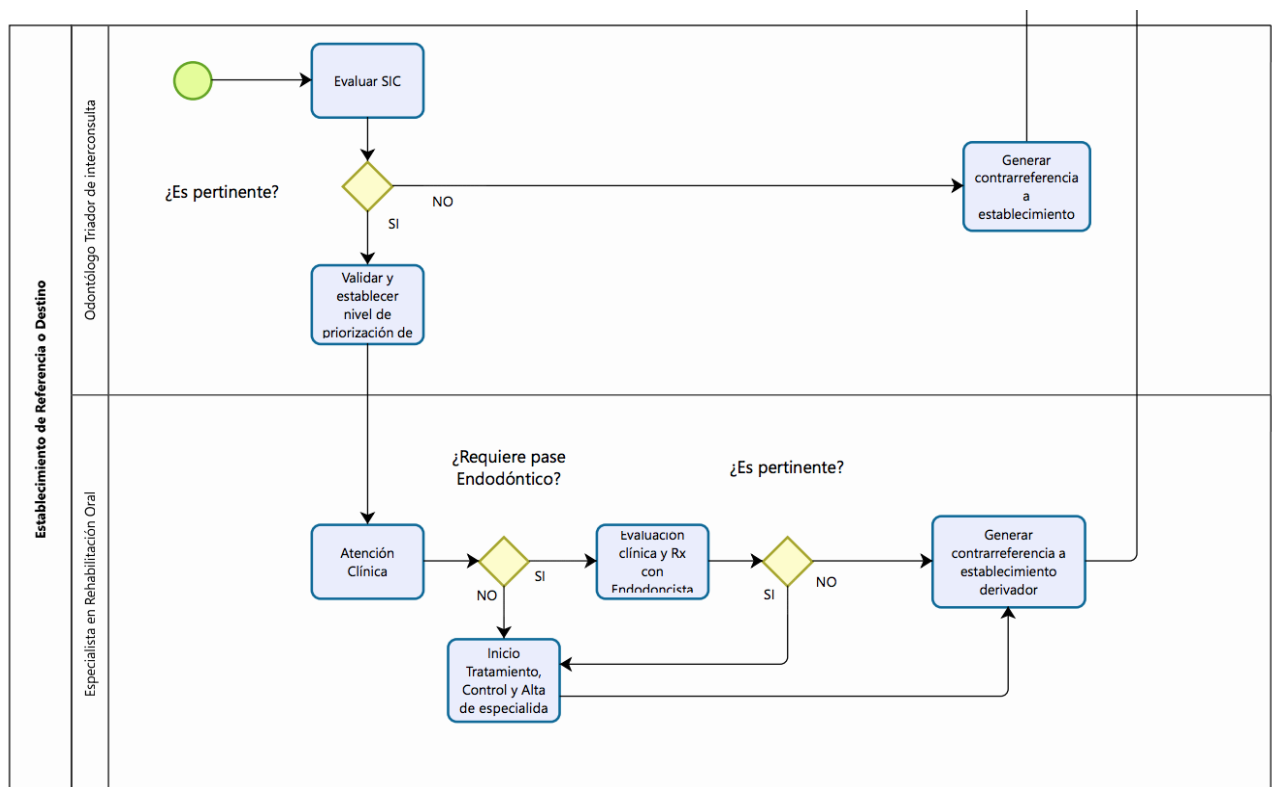 Establecimiento de Referencia o Destino
Odontólogo Triador de interconsulta
Evaluar SIC
¿Es pertinente?
NO
SI
Generar
contrarreferencia
a
establecimiento
Validar y
establecer
nivel de
priorización de
Especialista en Rehabilitación Oral
¿Requiere pase
Endodóntico?
¿Es pertinente?
Atención
Clínica
SI
NO
Evaluación
clínica y Rx
con
Endodoncista
SI
NO
Generar
contrarreferencia a
establecimiento
derivador
Inicio
Tratamiento,
Control y Alta
de especialida